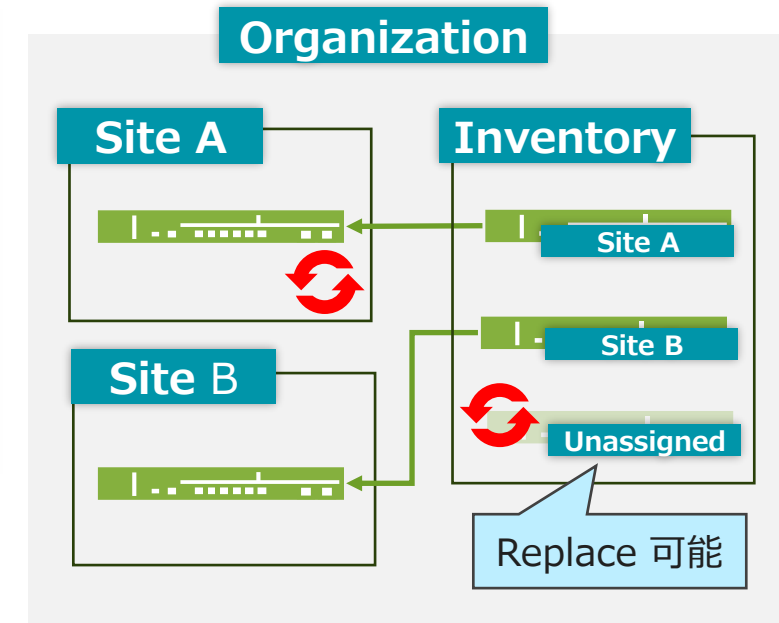 Organization
Site A
Inventory
Site A
Site B
Site B
Unassigned
Replace 可能